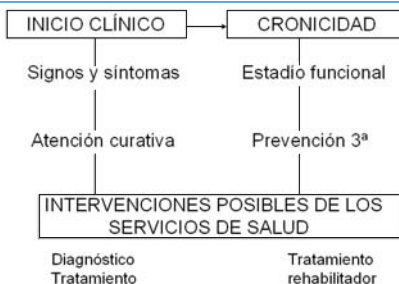 INICIO CLÍNICO
CRONICIDAD
Signos y síntomas
Estadío funcional
Atención curativa
Prevención 3ª
INTERVENCIONES POSIBLES DE LOS
SERVICIOS DE SALUD
Diagnóstico
Tratamiento
Tratamiento
rehabilitador